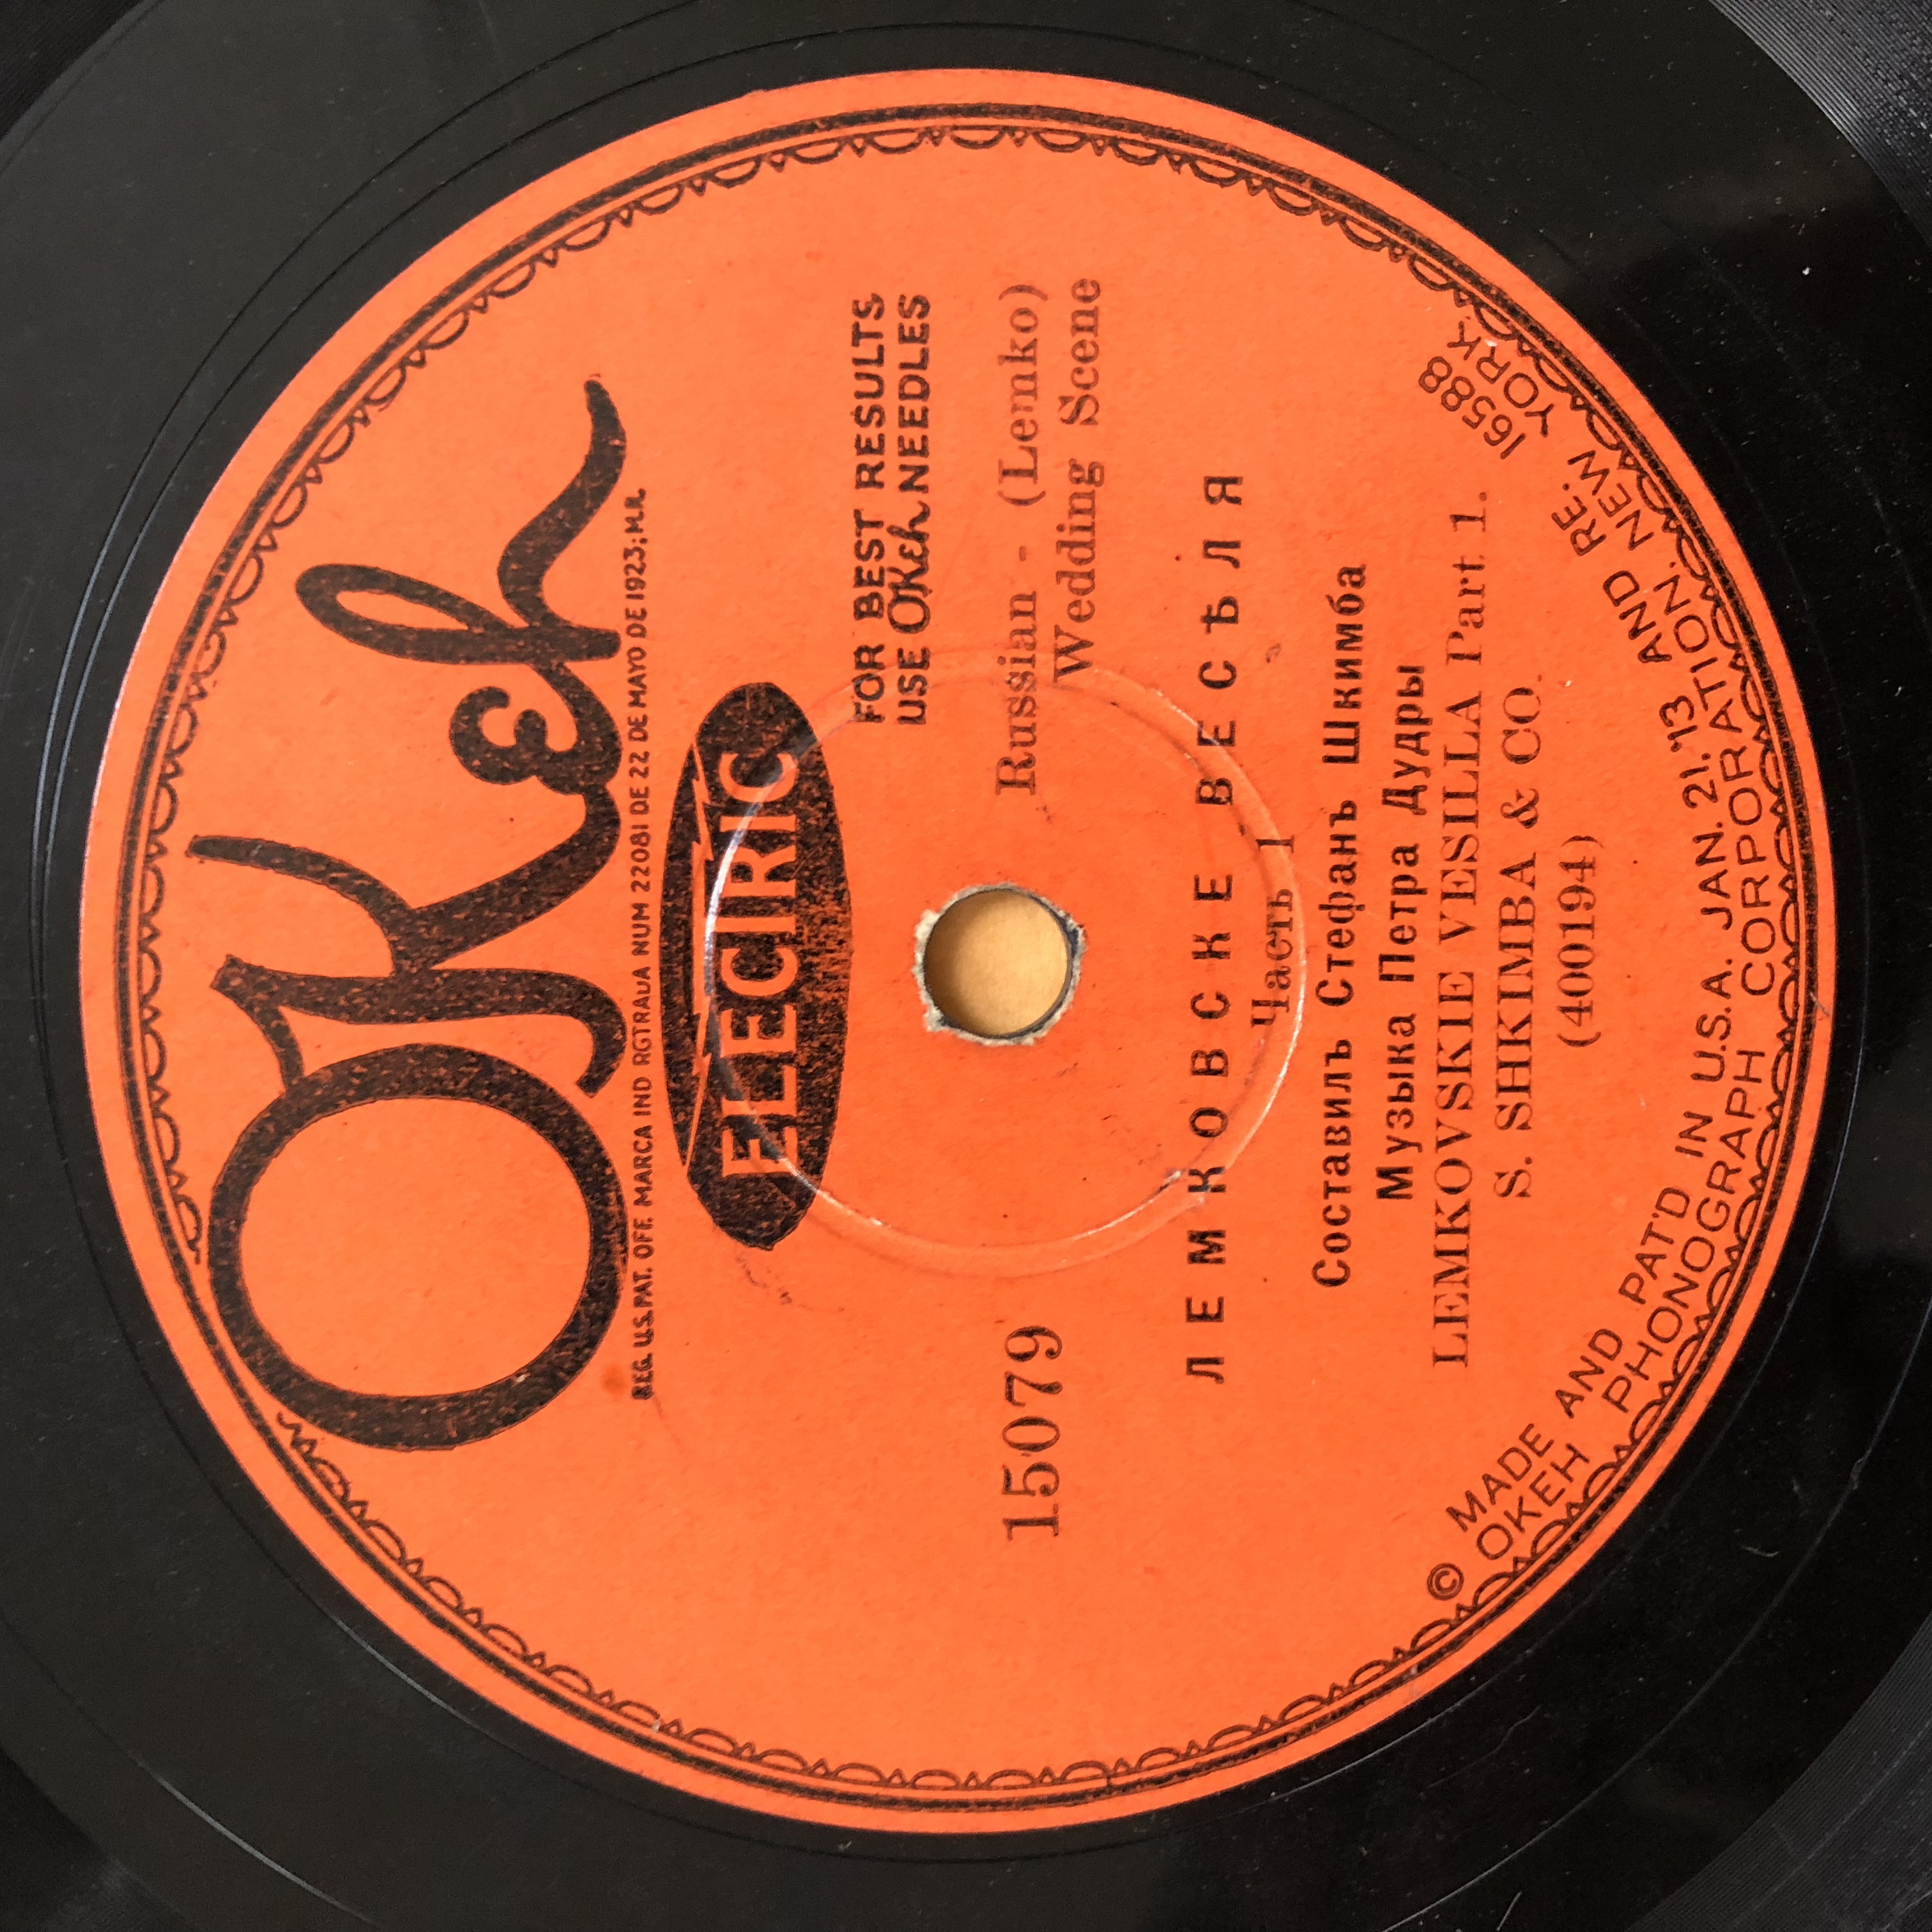 OKeh
REG. U.S. PAT. OFF. MARCA IND RGTRADA NUM 22081 DE 22 DE MAYO DE 1923; M.R.
ELECTRIC
FOR BEST RESULTS
USE OKeh NEEDLES
15079
Russian - (Lemko)
Wedding Scene
ЛЕМКОВСКЕ ВЕСѢЛЯ
Часть 1
Составилъ Стефанъ Шкимба
Музыка Петра Дудры
LEMKOVSKIE VESILLA Part 1.
S. SHKIMBA & CO.
(400194)
© MADE AND PAT'D IN U.S.A. JAN. 21, '13 AND RE. 16588
OKEH PHONOGRAPH CORPORATION. NEW YORK